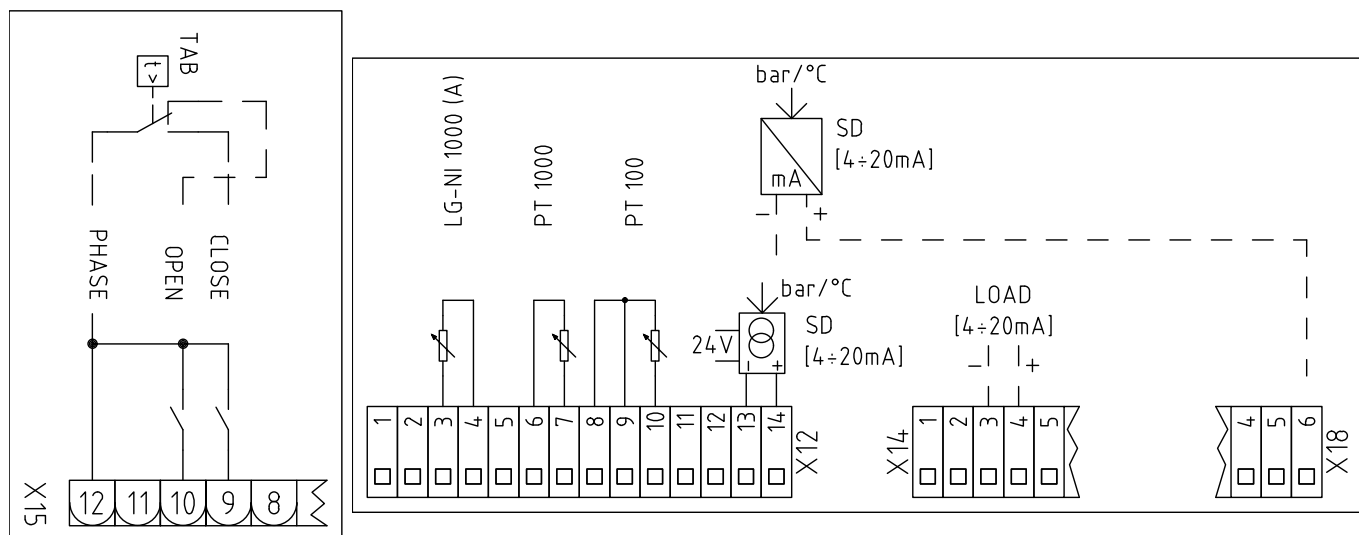 TAB
t>
PHASE
OPEN
CLOSE
X15
12 11 10 9 8
LG-NI 1000 (A)
PT 1000
PT 100
bar/°C
SD
[4÷20mA]
mA
- +
bar/°C
24V
SD
[4÷20mA]
- +
LOAD
[4÷20mA]
- +
1 2 3 4 5 6 7 8 9 10 11 12 13 14
X12
X14
1 2 3 4 5
4 5 6
X18